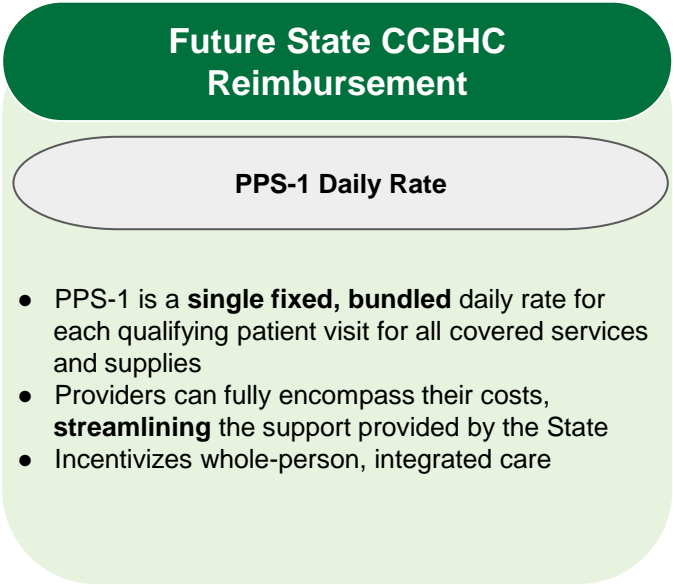 Future State CCBHC
Reimbursement
PPS-1 Daily Rate
● PPS-1 is a single fixed, bundled daily rate for
each qualifying patient visit for all covered services
and supplies
● Providers can fully encompass their costs,
streamlining the support provided by the State
● Incentivizes whole-person, integrated care